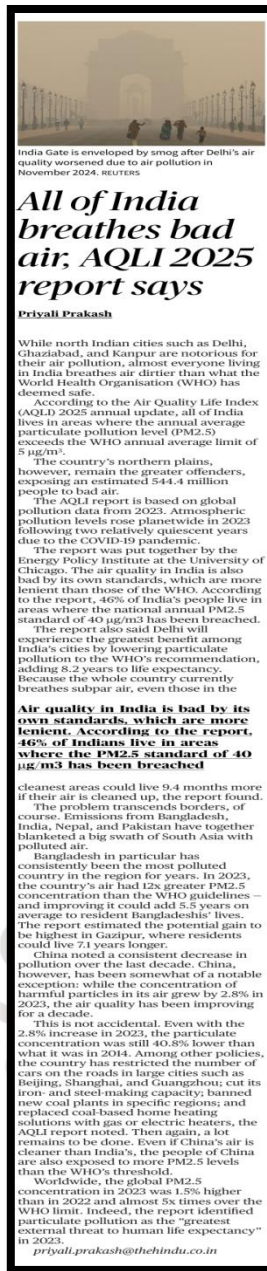 India Gate is enveloped by smog after Delhi's air
quality worsened due to air pollution in
November 2024. REUTERS
All of India
breathes bad
air, AQLI 2025
report says
Priyali Prakash
While north Indian cities such as Delhi,
Ghaziabad, and Kanpur are notorious for
their air pollution, almost everyone living
in India breathes air dirtier than what the
World Health Organisation (WHO) has
deemed safe.
According to the Air Quality Life Index
(AQLI) 2025 annual update, all of India
lives in areas where the annual average
particulate pollution level (PM2.5)
exceeds the WHO annual average limit of
5 µg/m³.
The country's northern plains,
however, remain the greater offenders,
exposing an estimated 544.4 million
people to bad air.
The AQLI report is based on global
pollution data from 2023. Atmospheric
pollution levels rose planetwide in 2023
following two relatively quiescent years
due to the COVID-19 pandemic.
The report was put together by the
Energy Policy Institute at the University of
Chicago. The air quality in India is also
bad by its own standards, which are more
lenient than those of the WHO. According
to the report, 46% of India's people live in
areas where the national annual PM2.5
standard of 40 µg/m3 has been breached.
The report also said Delhi will
experience the greatest benefit among
India's cities by lowering particulate
pollution to the WHO's recommendation,
adding 8.2 years to life expectancy.
Because the whole country currently
breathes subpar air, even those in the
Air quality in India is bad by its
own standards, which are more
lenient. According to the report,
46% of Indians live in areas
where the PM2.5 standard of 40
µg/m3 has been breached
cleanest areas could live 9.4 months more
if their air is cleaned up, the report found.
The problem transcends borders, of
course. Emissions from Bangladesh,
India, Nepal, and Pakistan have together
blanketed a big swath of South Asia with
polluted air.
Bangladesh in particular has
consistently been the most polluted
country in the region for years. In 2023,
the country's air had 12x greater PM2.5
concentration than the WHO guidelines —
and improving it could add 5.5 years on
average to resident Bangladeshis' lives.
The report estimated the potential gain to
be highest in Gazipur, where residents
could live 7.1 years longer.
China noted a consistent decrease in
pollution over the last decade. China,
however, has been somewhat of a notable
exception: while the concentration of
harmful particles in its air grew by 2.8% in
2023, the air quality has been improving
for a decade.
This is not accidental. Even with the
2.8% increase in 2023, the particulate
concentration was still 40.8% lower than
what it was in 2014. Among other policies,
the country has restricted the number of
cars on the roads in large cities such as
Beijing, Shanghai, and Guangzhou; cut its
iron- and steel-making capacity; banned
new coal plants in specific regions; and
replaced coal-based home heating
solutions with gas or electric heaters, the
AQLI report noted. Then again, a lot
remains to be done. Even if China's air is
cleaner than India's, the people of China
are also exposed to more PM2.5 levels
than the WHO's threshold.
Worldwide, the global PM2.5
concentration in 2023 was 1.5% higher
than in 2022 and almost 5x times over the
WHO limit. Indeed, the report identified
particulate pollution as the "greatest
external threat to human life expectancy"
in 2023.
priyali.prakash@thehindu.co.in